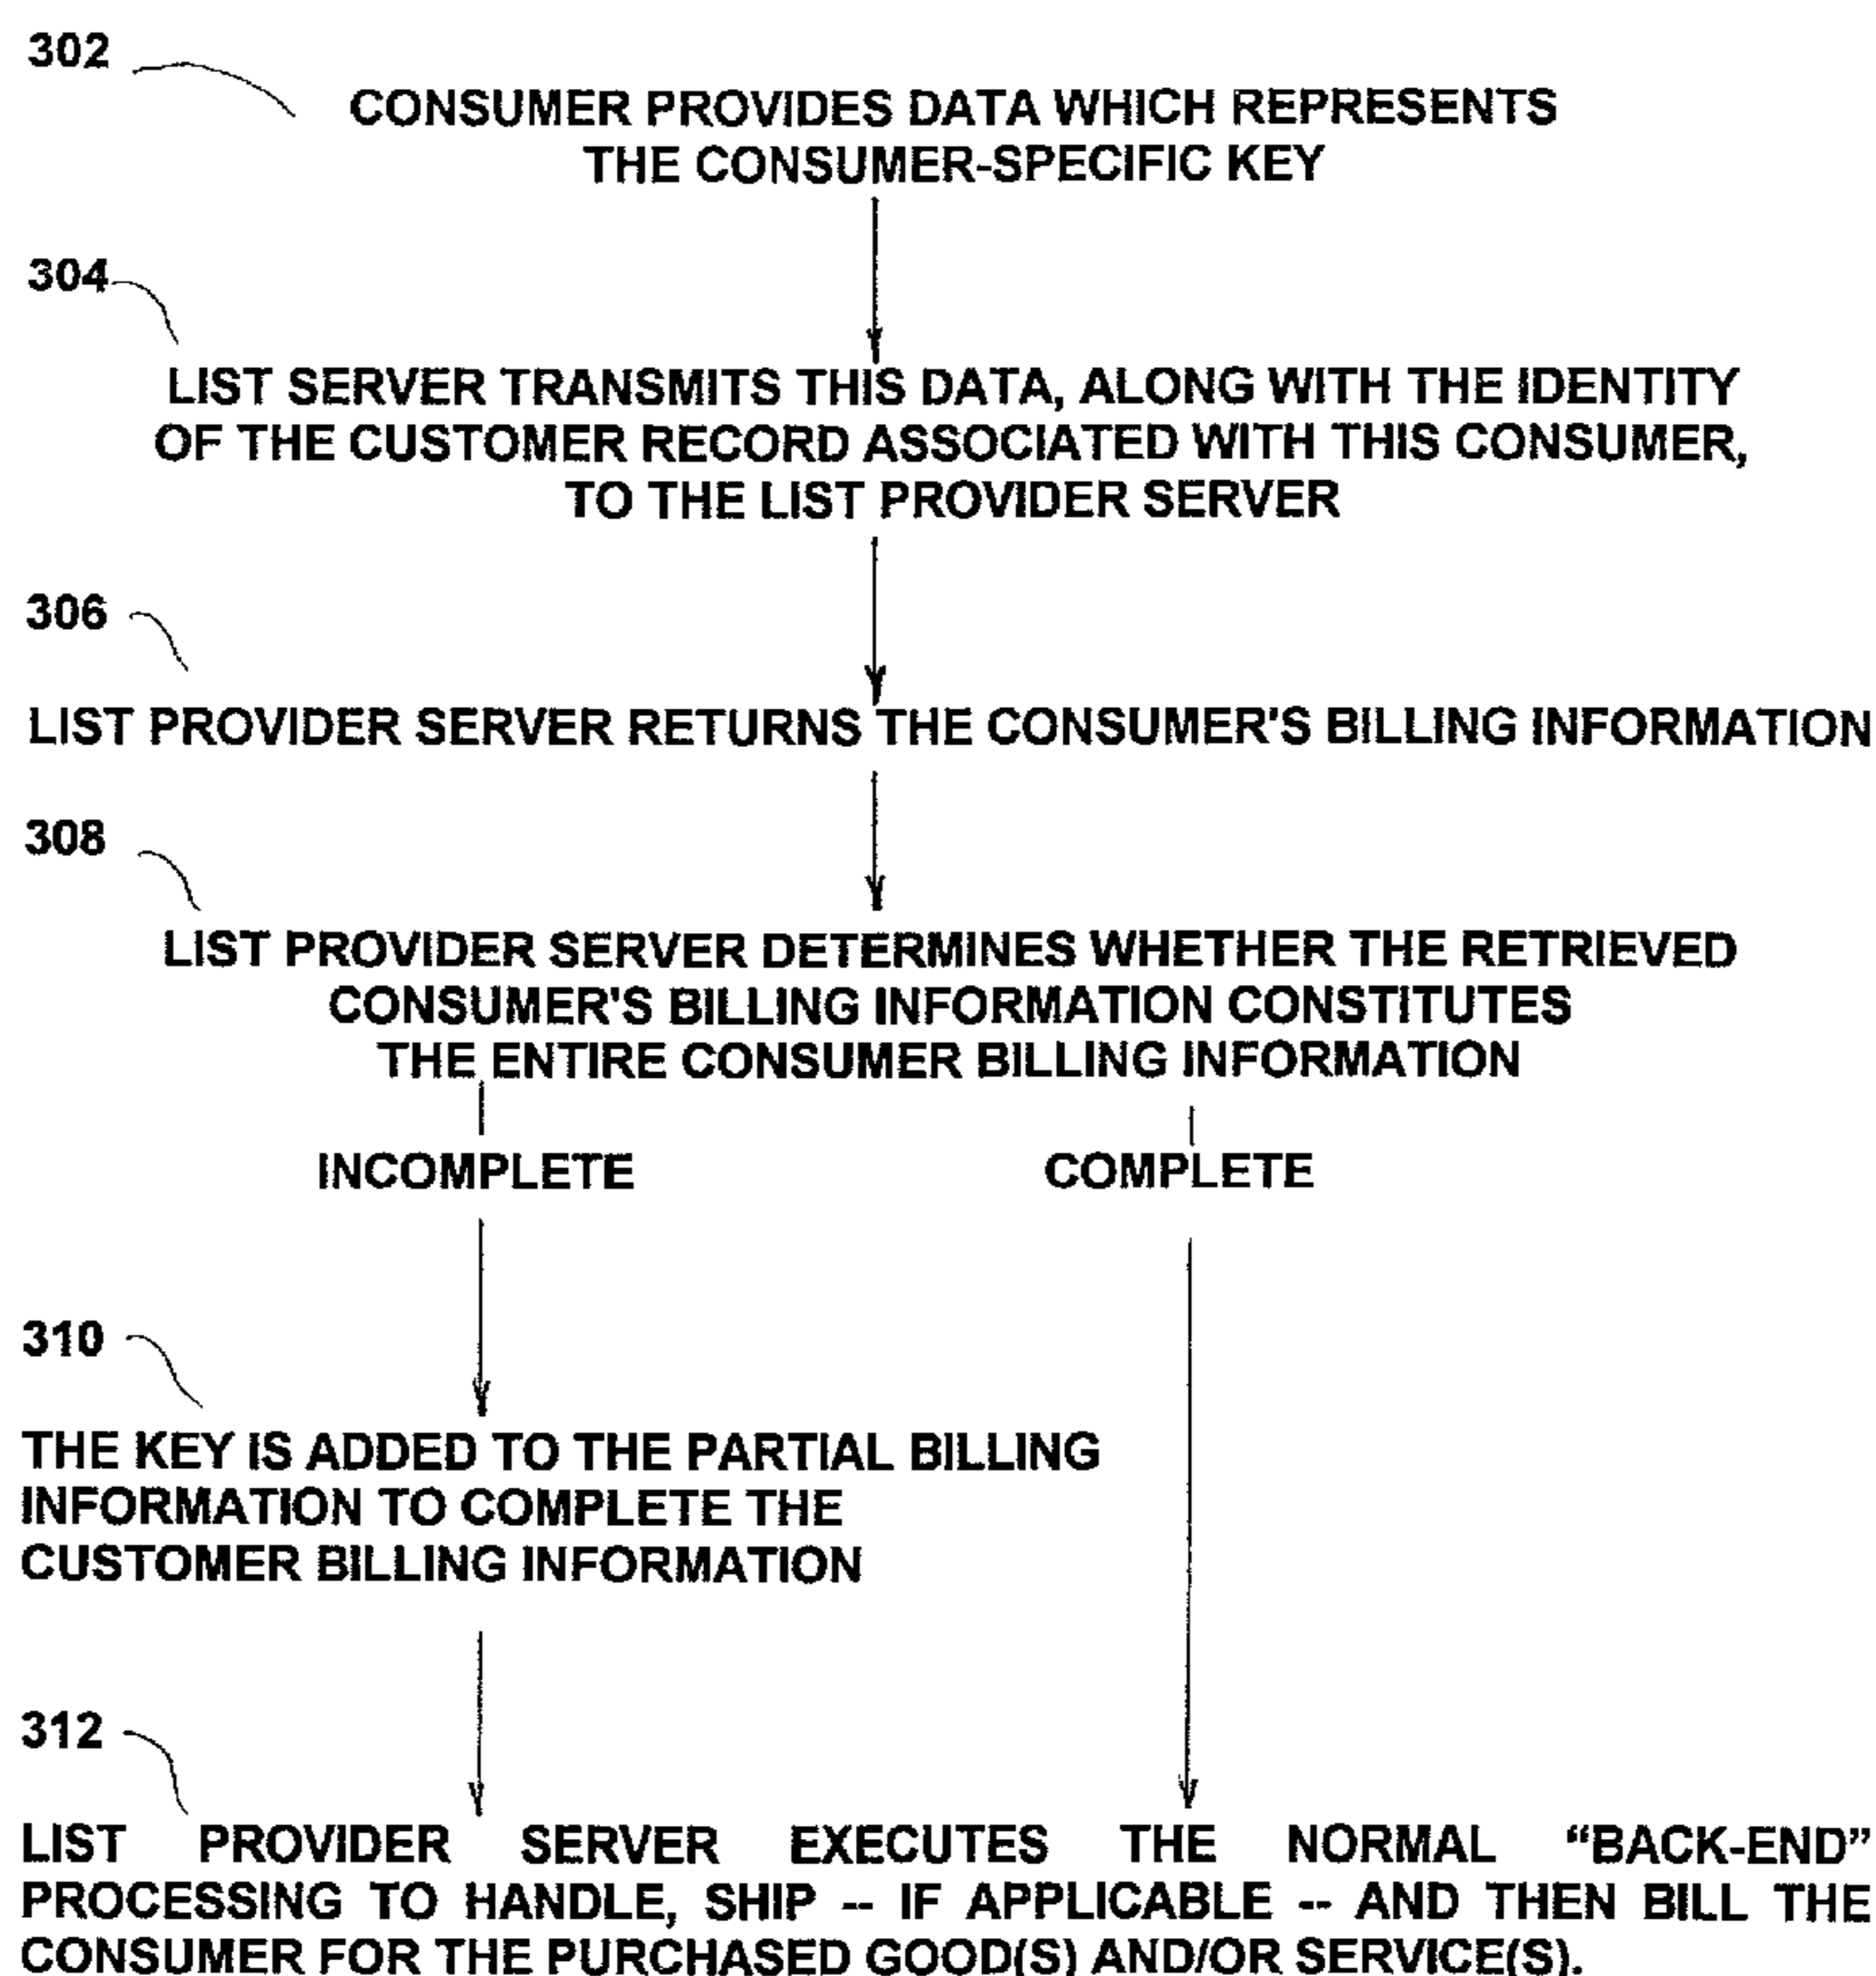 302
CONSUMER PROVIDES DATA WHICH REPRESENTS
THE CONSUMER-SPECIFIC KEY
304
LIST SERVER TRANSMITS THIS DATA, ALONG WITH THE IDENTITY
OF THE CUSTOMER RECORD ASSOCIATED WITH THIS CONSUMER,
TO THE LIST PROVIDER SERVER
306
LIST PROVIDER SERVER RETURNS THE CONSUMER'S BILLING INFORMATION
308
LIST PROVIDER SERVER DETERMINES WHETHER THE RETRIEVED
CONSUMER'S BILLING INFORMATION CONSTITUTES
THE ENTIRE CONSUMER BILLING INFORMATION
INCOMPLETE COMPLETE
310
THE KEY IS ADDED TO THE PARTIAL BILLING
INFORMATION TO COMPLETE THE
CUSTOMER BILLING INFORMATION
312
LIST PROVIDER SERVER EXECUTES THE NORMAL “BACK-END”
PROCESSING TO HANDLE, SHIP -- IF APPLICABLE -- AND THEN BILL THE
CONSUMER FOR THE PURCHASED GOOD(S) AND/OR SERVICE(S).